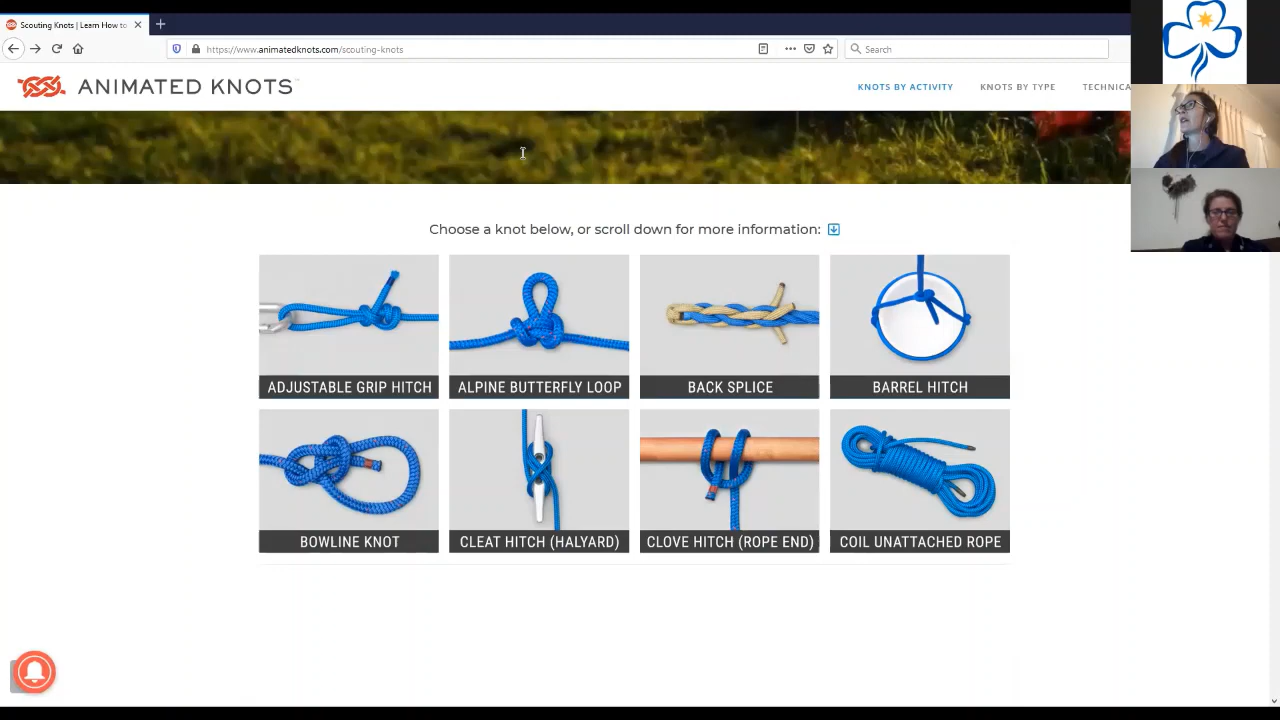 Scouting Knots | Learn How to
https://www.animatedknots.com/scouting-knots
Search
ANIMATED KNOTS
KNOTS BY ACTIVITY
KNOTS BY TYPE
TECHNICA
Choose a knot below, or scroll down for more information:
ADJUSTABLE GRIP HITCH
ALPINE BUTTERFLY LOOP
BACK SPLICE
BARREL HITCH
BOWLINE KNOT
CLEAT HITCH (HALYARD)
CLOVE HITCH (ROPE END)
COIL UNATTACHED ROPE